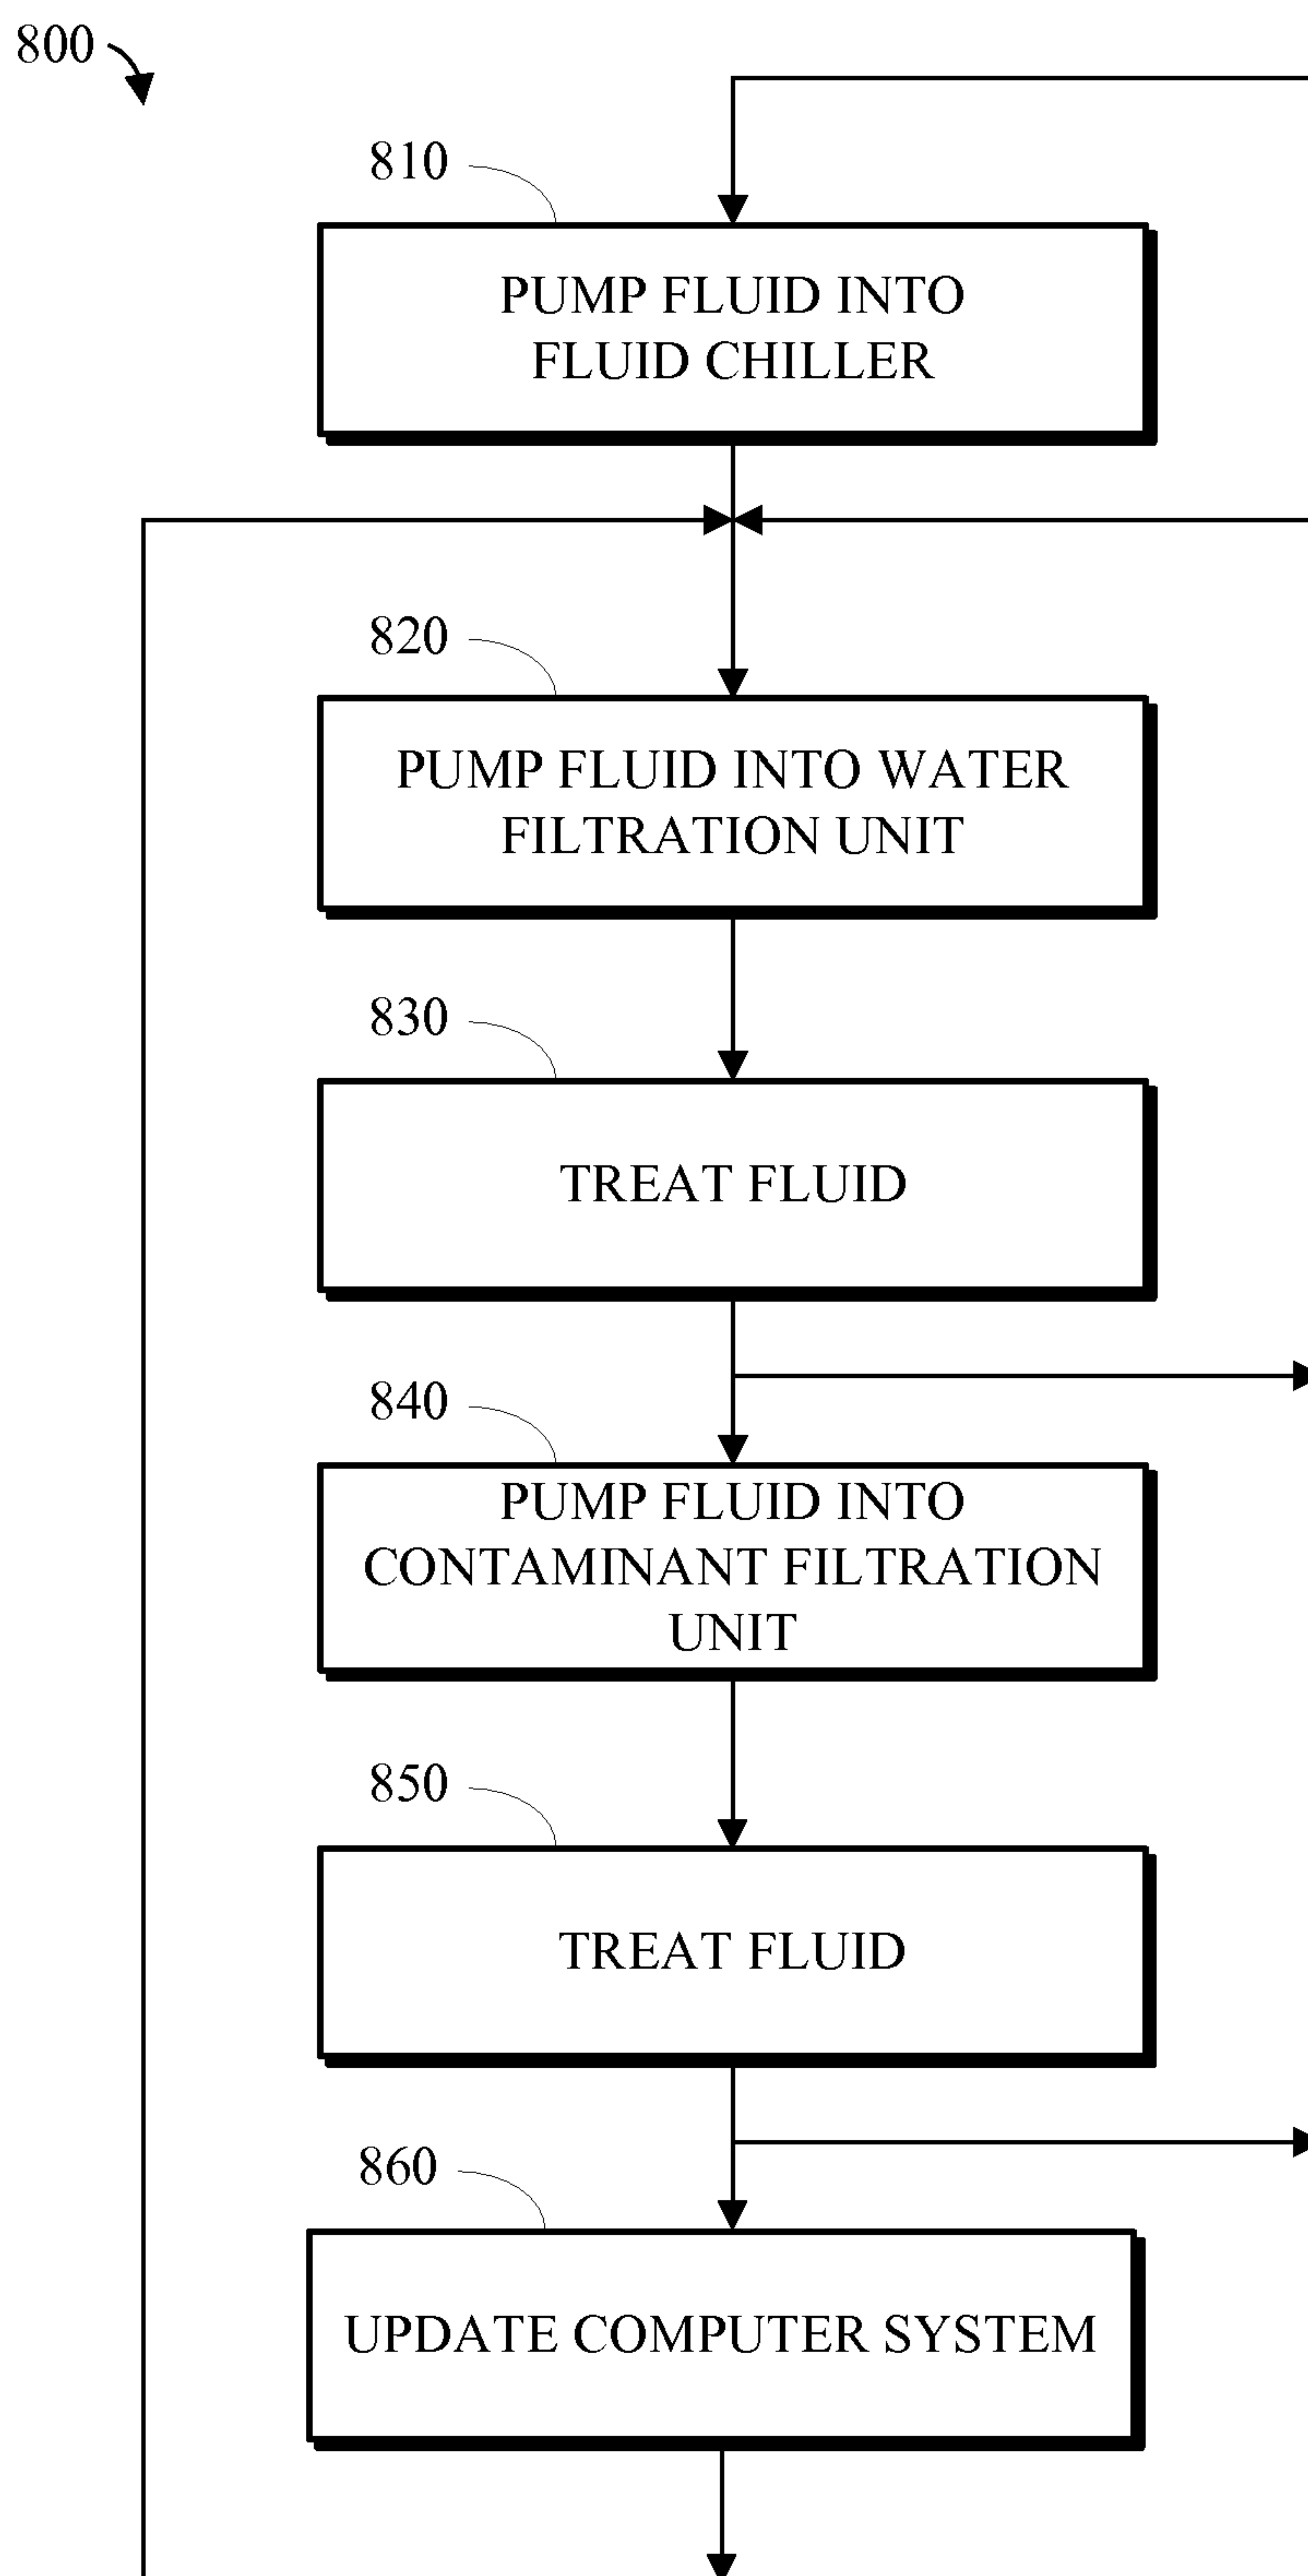 800
810
PUMP FLUID INTO
FLUID CHILLER
820
PUMP FLUID INTO WATER
FILTRATION UNIT
830
TREAT FLUID
840
PUMP FLUID INTO
CONTAMINANT FILTRATION
UNIT
850
TREAT FLUID
860
UPDATE COMPUTER SYSTEM